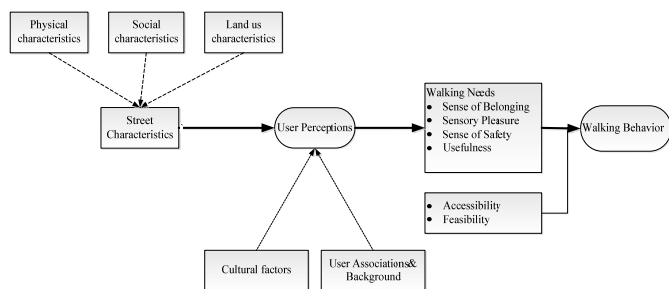 Physical
characteristics
Social
characteristics
Land us
characteristics
Street
Characteristics
User Perceptions
Walking Needs
• Sense of Belonging
• Sensory Pleasure
• Sense of Safety
• Usefulness
Walking Behavior
• Accessibility
• Feasibility
Cultural factors
User Associations&
Background